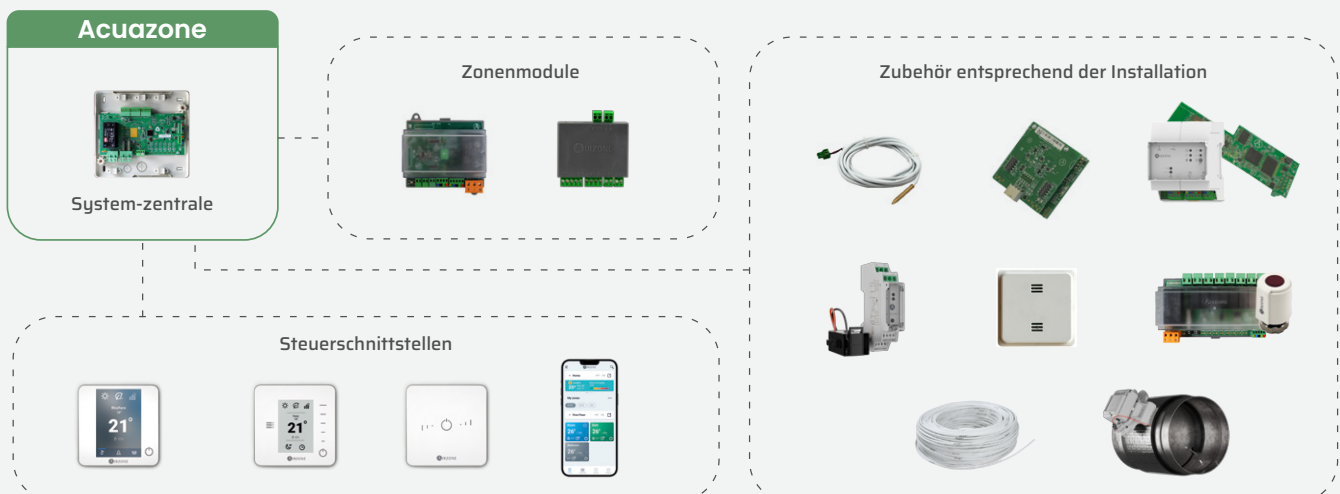 Acuazone
System-zentrale
Zonenmodule
Zubehör entsprechend der Installation
Steuerschnittstellen
21°
21°